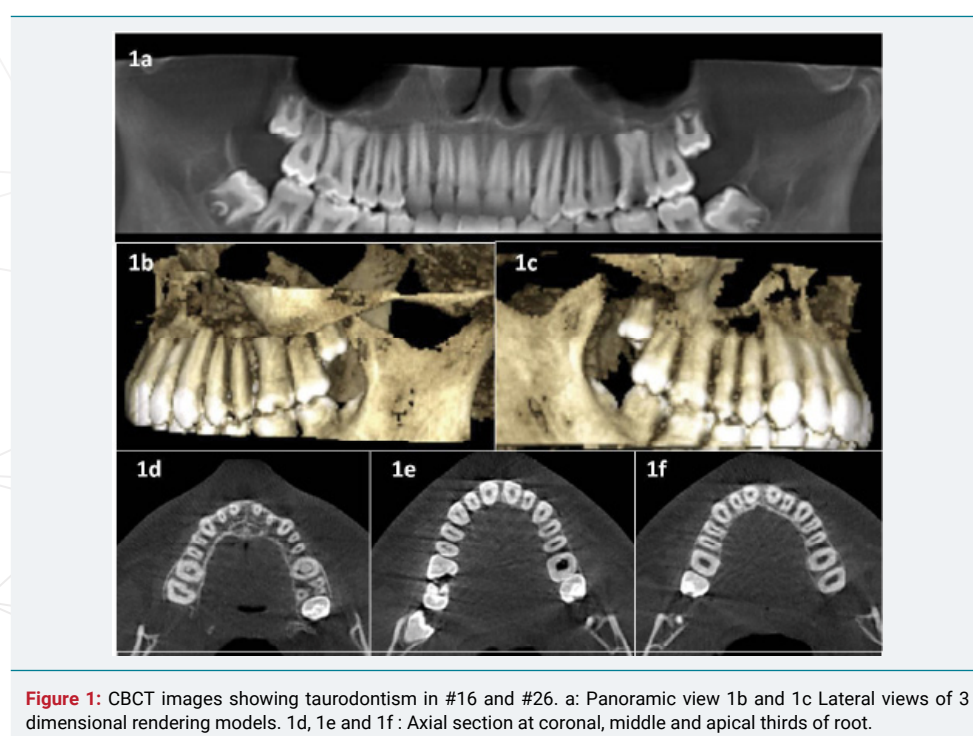 1a
1b
1c
1d
1e
1f
Figure 1: CBCT images showing taurodontism in #16 and #26. a: Panoramic view 1b and 1c Lateral views of 3
dimensional rendering models. 1d, 1e and 1f : Axial section at coronal, middle and apical thirds of root.